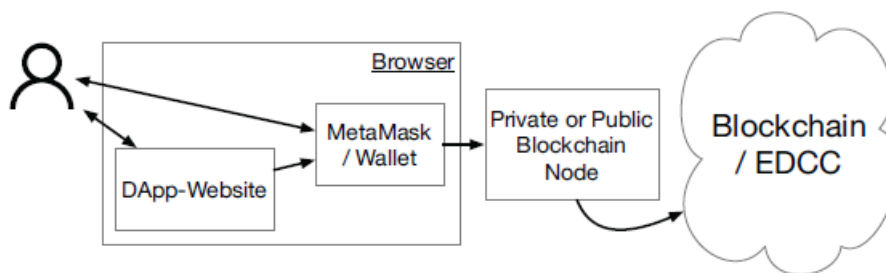 Browser
MetaMask
/ Wallet
DApp-Website
Private or Public
Blockchain
Node
Blockchain
/ EDCC